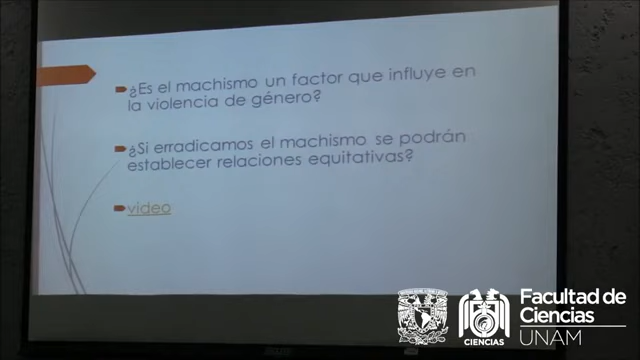 ¿Es el machismo un factor que influye en
la violencia de género?
¿Si erradicamos el machismo se podrán
establecer relaciones equitativas?
video
CIENCIAS
Facultad de
Ciencias
UNAM